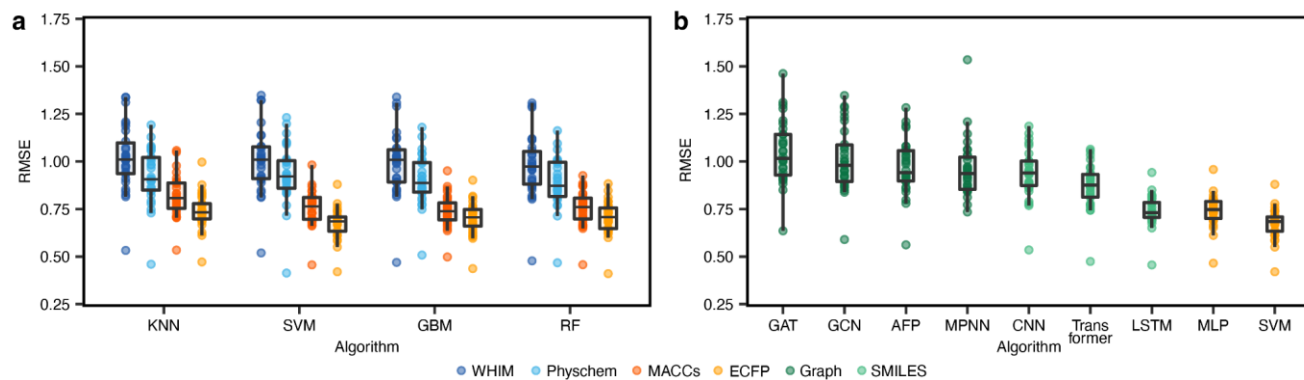 a
1.75
1.50
1.25
1.00
0.75
0.50
0.25
RMSE
KNN SVM GBM RF
Algorithm
b
1.75
1.50
1.25
1.00
0.75
0.50
0.25
RMSE
GAT GCN AFP MPNN CNN Trans LSTM MLP SVM
former
Algorithm
WHIM Physchem MACCs ECFP Graph SMILES